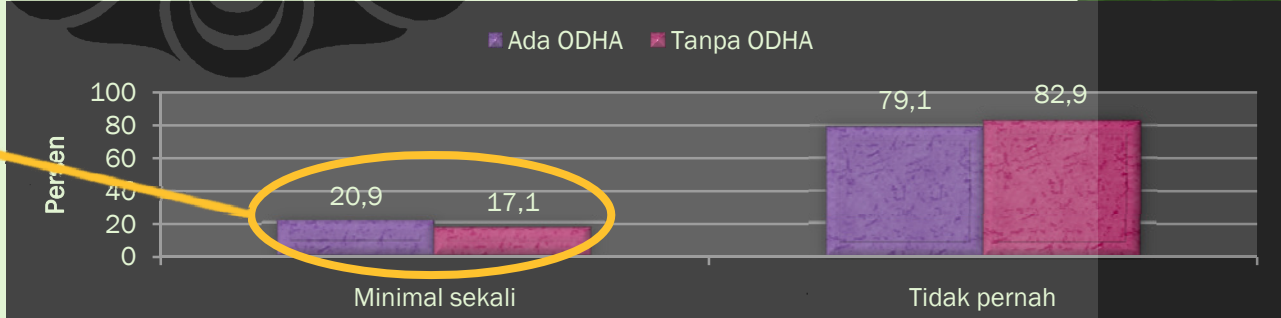 Ada ODHA Tanpa ODHA
Persen
100
80
60
40
20
0
20,9 17,1
79,1 82,9
Minimal sekali Tidak pernah